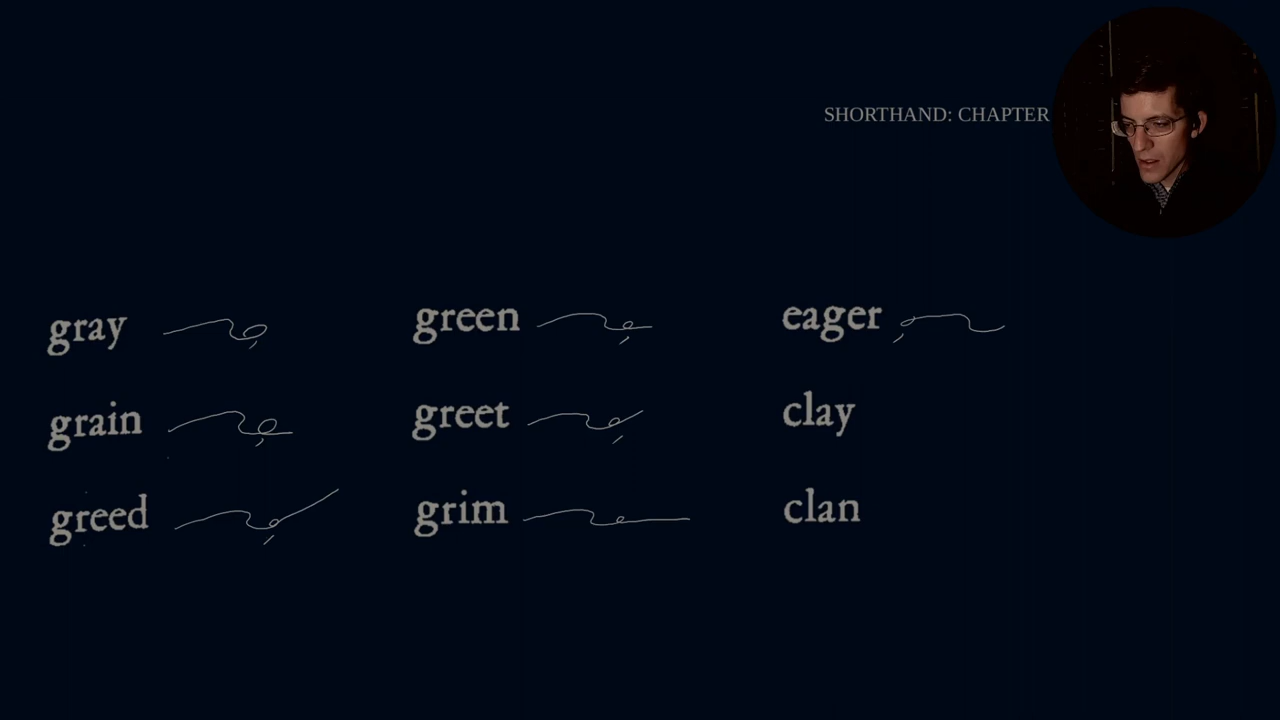 SHORTHAND: CHAPTER
gray green eager
grain greet clay
greed grim clan